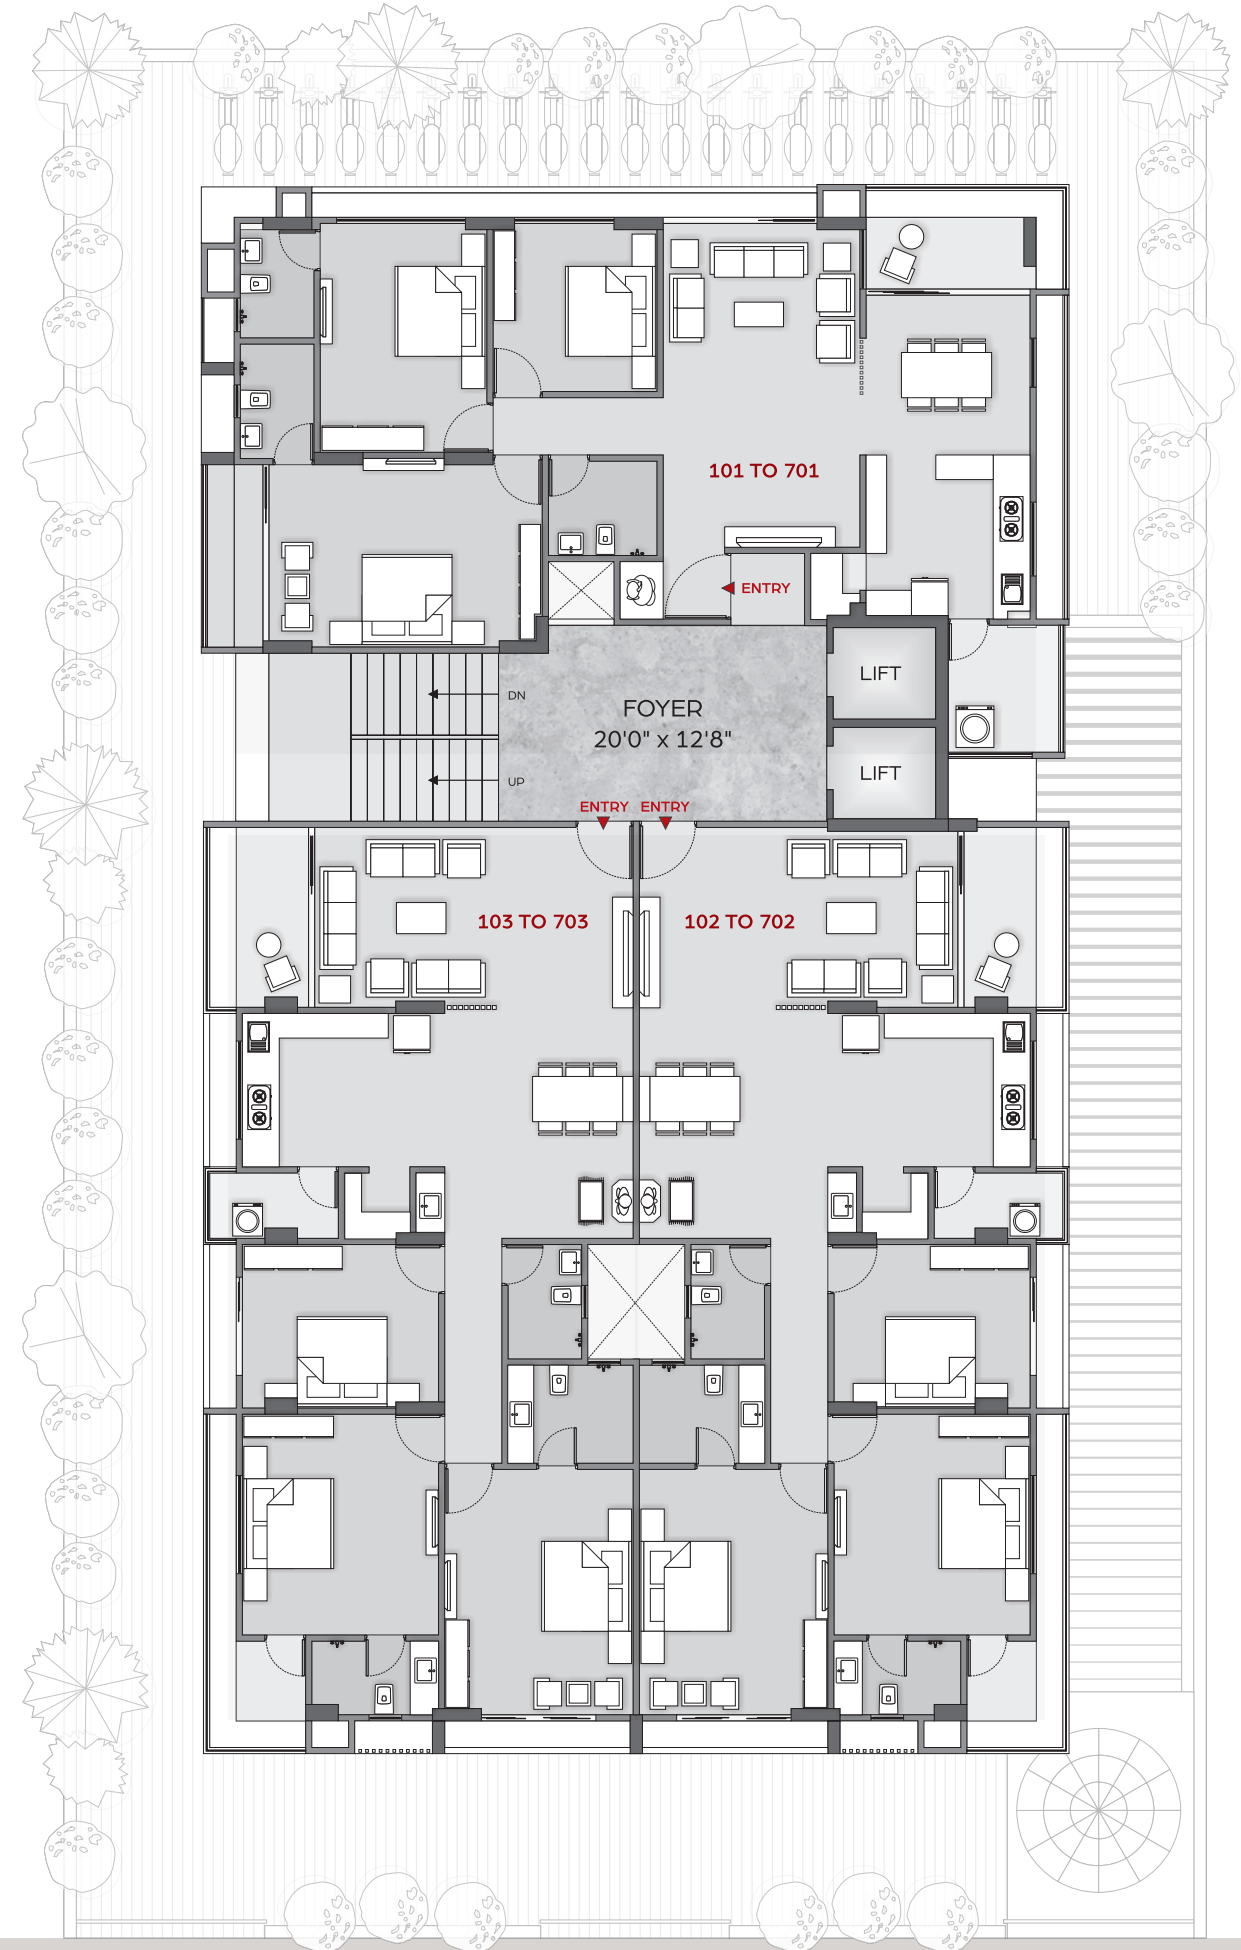 101 TO 701
ENTRY
LIFT
DN
FOYER
20'0" x 12'8"
LIFT
UP
ENTRY ENTRY
103 TO 703
102 TO 702